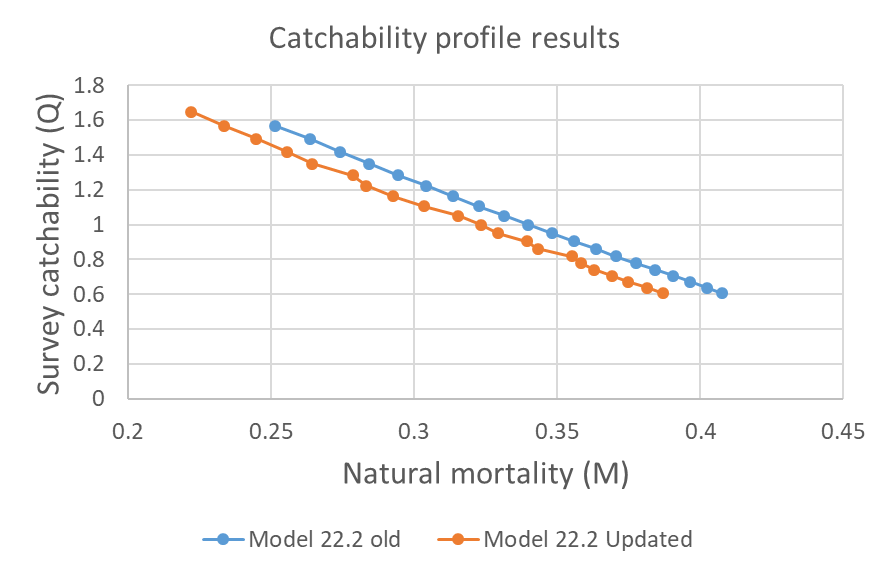 Catchability profile results
Survey catchability (Q)
1.8
1.6
1.4
1.2
1
0.8
0.6
0.4
0.2
0
0.2 0.25 0.3 0.35 0.4 0.45
Natural mortality (M)
Model 22.2 old Model 22.2 Updated